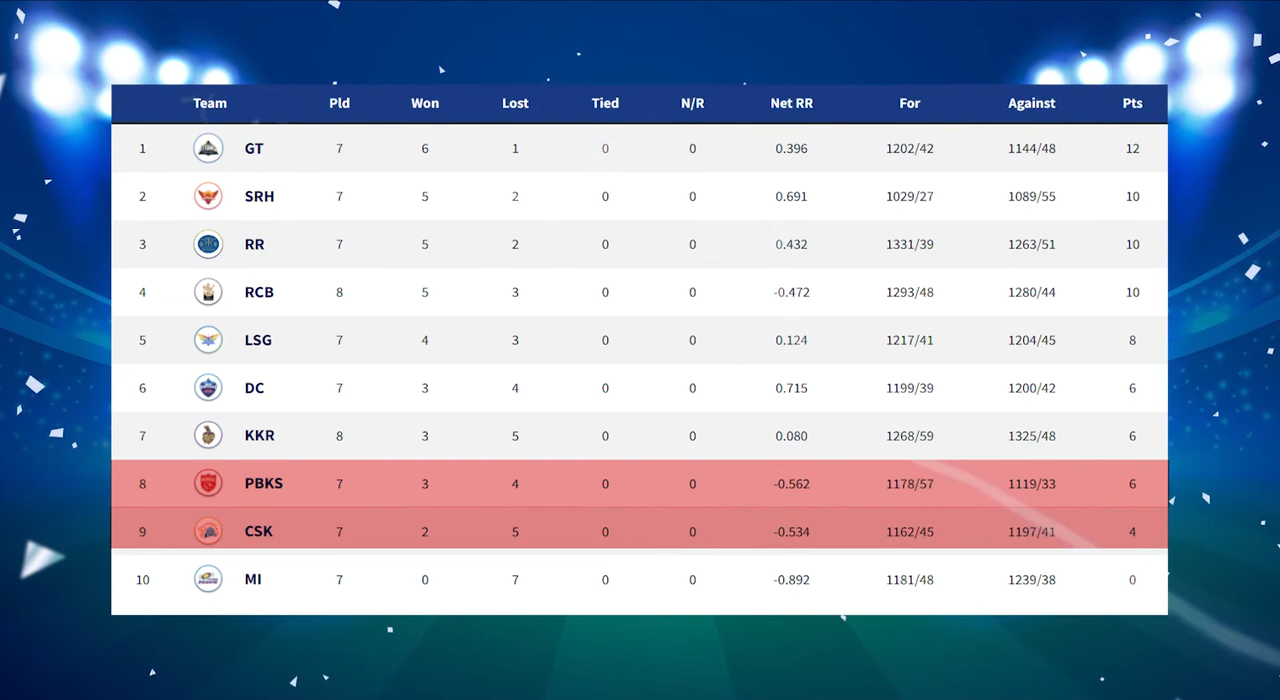 Team Pld Won Lost Tied N/R Net RR For Against Pts
1 GT 7 6 1 0 0 0.396 1202/42 1144/48 12
2 SRH 7 5 2 0 0 0.691 1029/27 1089/55 10
3 RR 7 5 2 0 0 0.432 1331/39 1263/51 10
4 RCB 8 5 3 0 0 -0.472 1293/48 1280/44 10
5 LSG 7 4 3 0 0 0.124 1217/41 1204/45 8
6 DC 7 3 4 0 0 0.715 1199/39 1200/42 6
7 KKR 8 3 5 0 0 0.080 1268/59 1325/48 6
8 PBKS 7 3 4 0 0 -0.562 1178/57 1119/33 6
9 CSK 7 2 5 0 0 -0.534 1162/45 1197/41 4
10 MI 7 0 7 0 0 -0.892 1181/48 1239/38 0